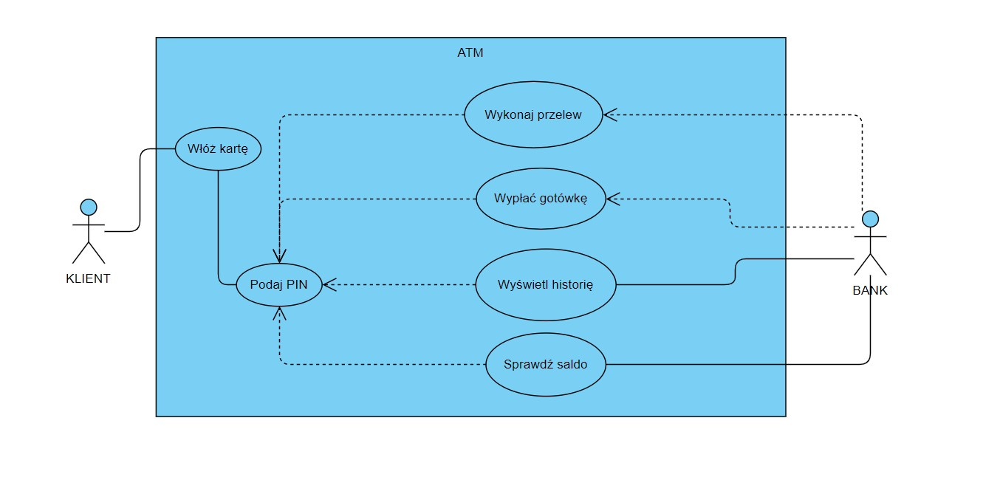 ATM
Wykonaj przelew
Włóż kartę
Wypłać gotówkę
KLIENT
Podaj PIN
Wyświetl historię
BANK
Sprawdź saldo